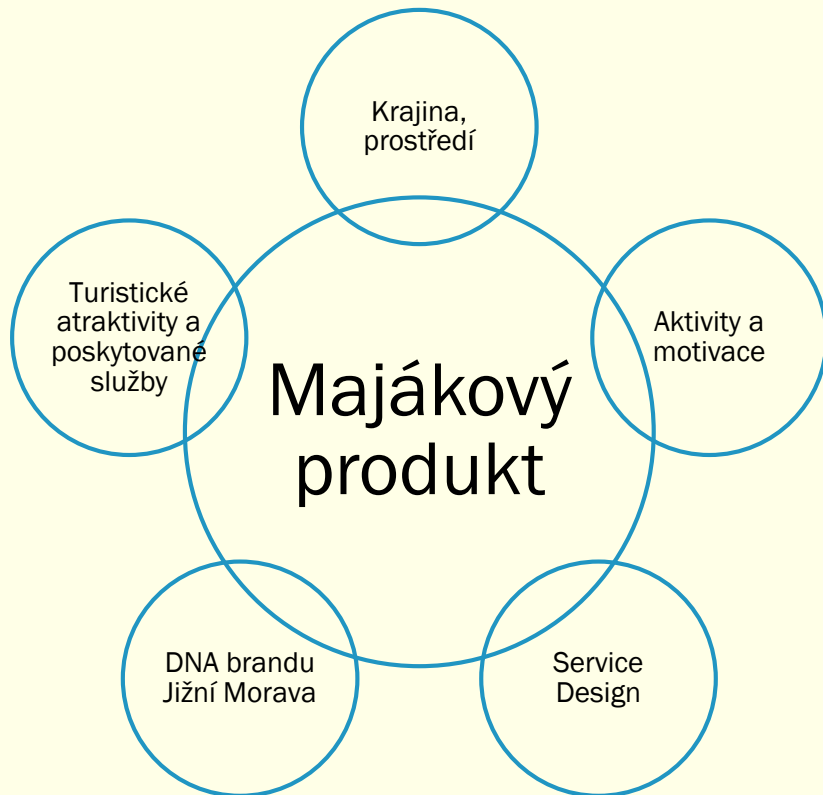 Krajina,
prostředí
Turistické
atraktivity a
poskytované
služby
Aktivity a
motivace
Majákový
produkt
DNA brandu
Jižní Morava
Service
Design